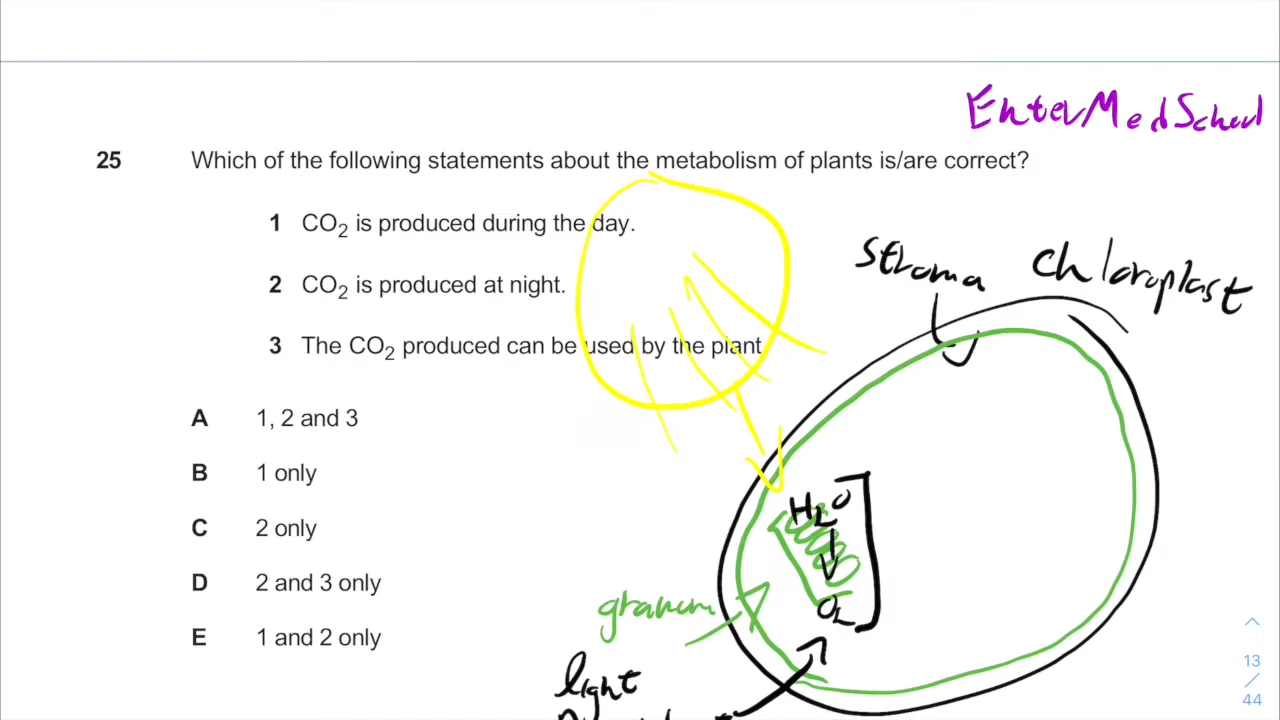 EnterMedSchool
25 Which of the following statements about the metabolism of plants is/are correct?
1 CO₂ is produced during the day.
2 CO₂ is produced at night.
3 The CO₂ produced can be used by the plant
A 1, 2 and 3
B 1 only
C 2 only
D 2 and 3 only
E 1 and 2 only
stroma
chloroplast
H₂O
O₂
granum
light
13
/
44